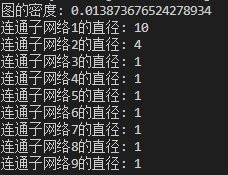 图的密度: 0.013873676524278934
连通子网络1的直径: 10
连通子网络2的直径: 4
连通子网络3的直径: 1
连通子网络4的直径: 1
连通子网络5的直径: 1
连通子网络6的直径: 1
连通子网络7的直径: 1
连通子网络8的直径: 1
连通子网络9的直径: 1